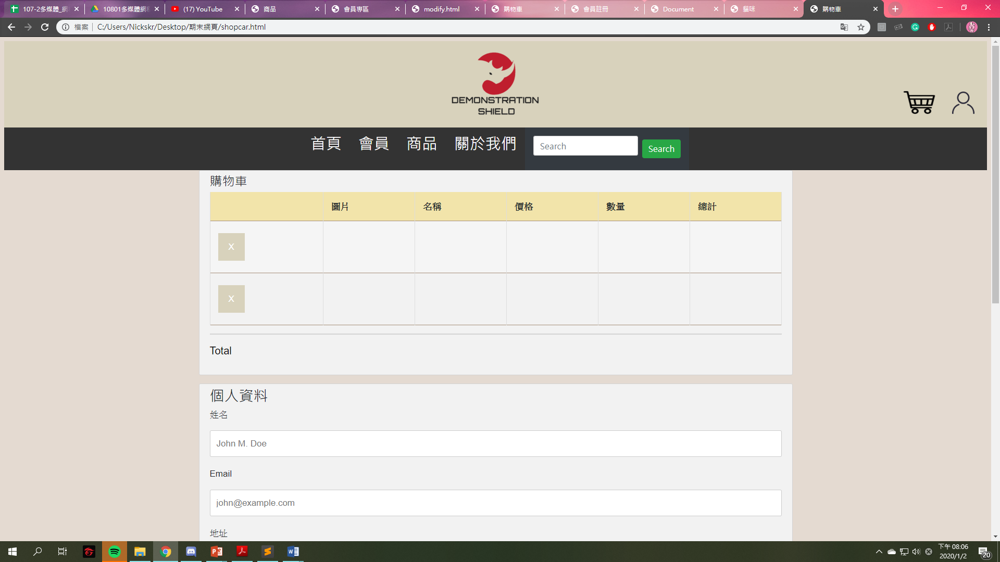 107-2多媒體_網
10801多媒體網
(17) YouTube
商品
會員專區
modify.html
購物車
會員註冊
Document
貓咪
購物車
檔案
C:/Users/Nickskr/Desktop/期末網頁/shopcar.html
DEMONSTRATION
SHIELD
首頁 會員 商品 關於我們 Search Search
購物車
圖片 名稱 價格 數量 總計
X
X
Total
個人資料
姓名
John M. Doe
Email
john@example.com
地址
下午 08:06
2020/1/2
20